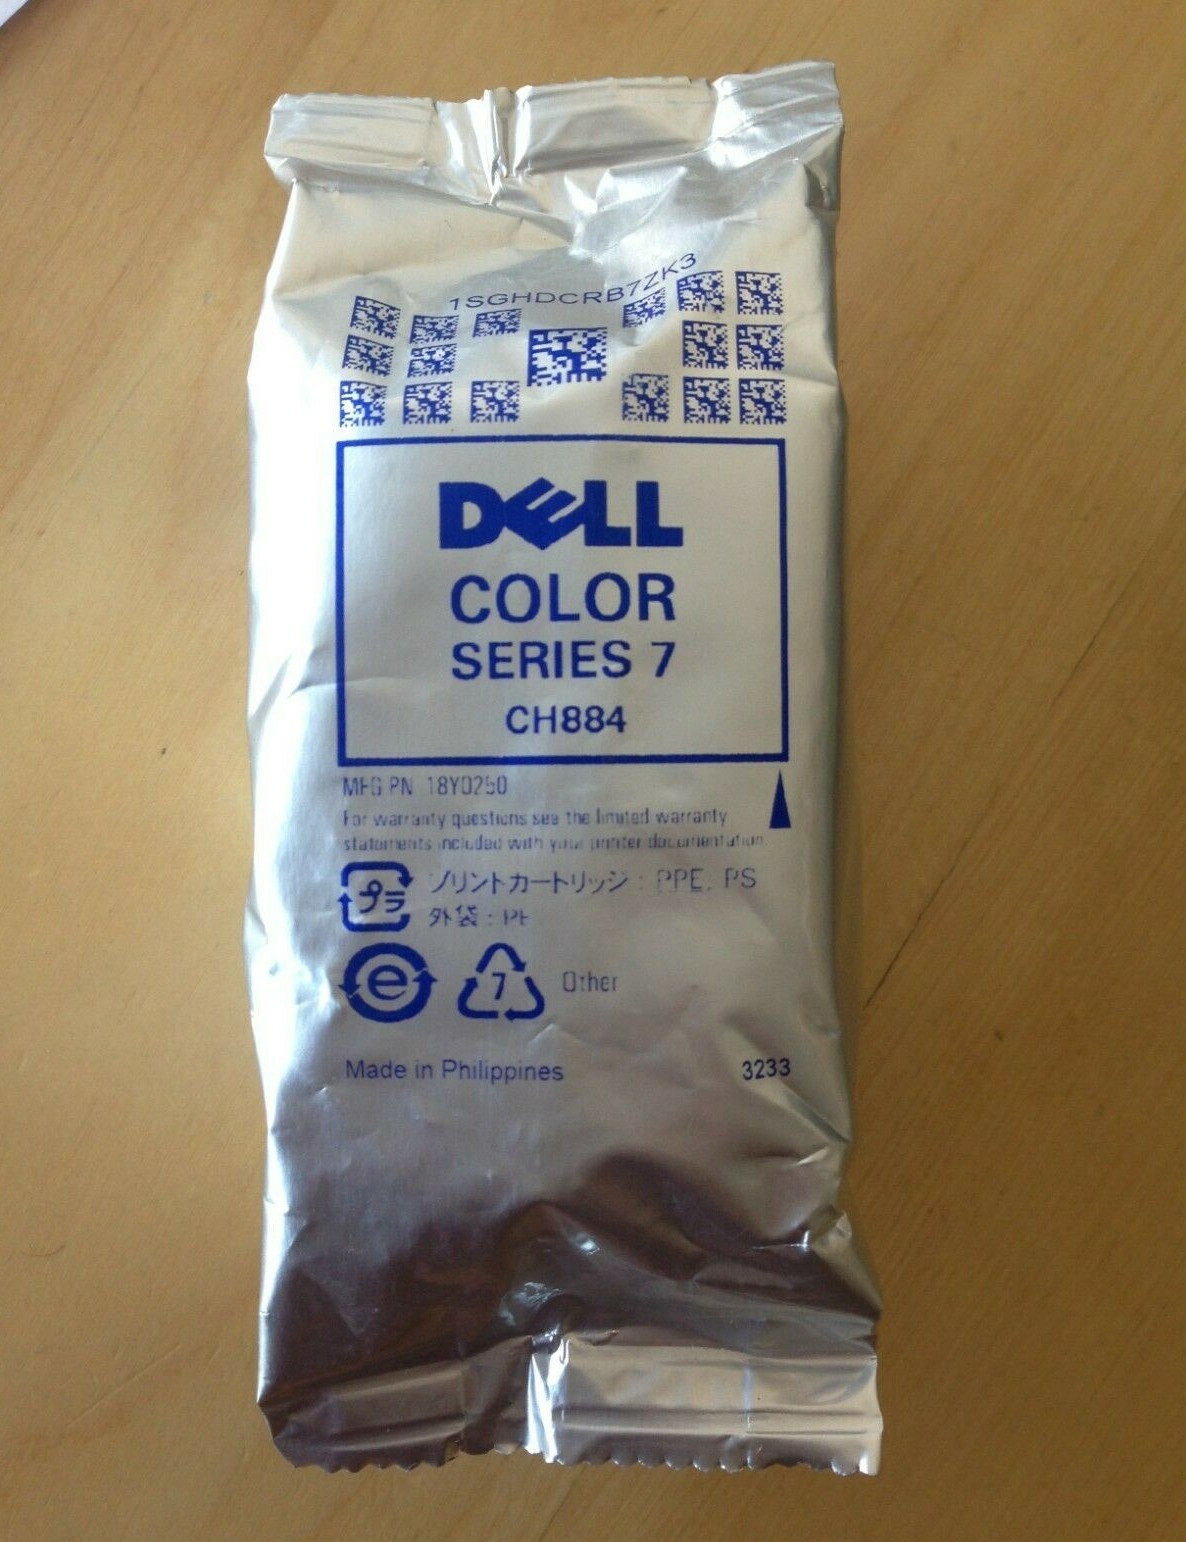 1SGHDCRB7ZK3
DELL
COLOR
SERIES 7
CH884
MFG PN 18Y0250
For warranty questions see the limited warranty
statements included with your printer documentation.
プラ
プリントカートリッジ : PPE, PS
外袋 : PE
e
7 Other
Made in Philippines 3233